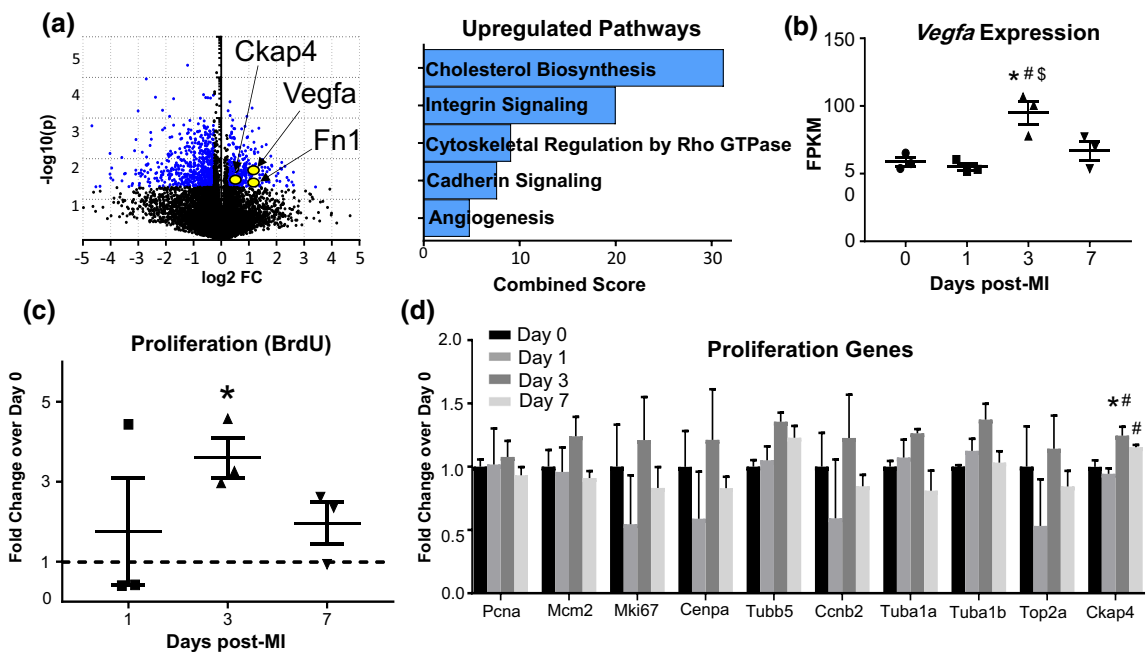 (a)
Ckap4
Vegfa
Fn1
-log10(p)
5
4
3
2
1
-5 -4 -3 -2 -1 0 1 2 3 4 5
log2 FC
Upregulated Pathways
Cholesterol Biosynthesis
Integrin Signaling
Cytoskeletal Regulation by Rho GTPase
Cadherin Signaling
Angiogenesis
0 10 20 30
Combined Score
(b)
Vegfa Expression
FPKM
150
* # $
100
5
0
0
0 1 3 7
Days post-MI
(c)
Proliferation (BrdU)
Fold Change over Day 0
*
5
3
1
0
1 3 7
Days post-MI
(d)
Proliferation Genes
Day 0
Day 1
Day 3
Day 7
Fold Change over Day 0
2.0
1.5
1.0
0.5
0.0
* #
#
Pcna Mcm2 Mki67 Cenpa Tubb5 Ccnb2 Tuba1a Tuba1b Top2a Ckap4